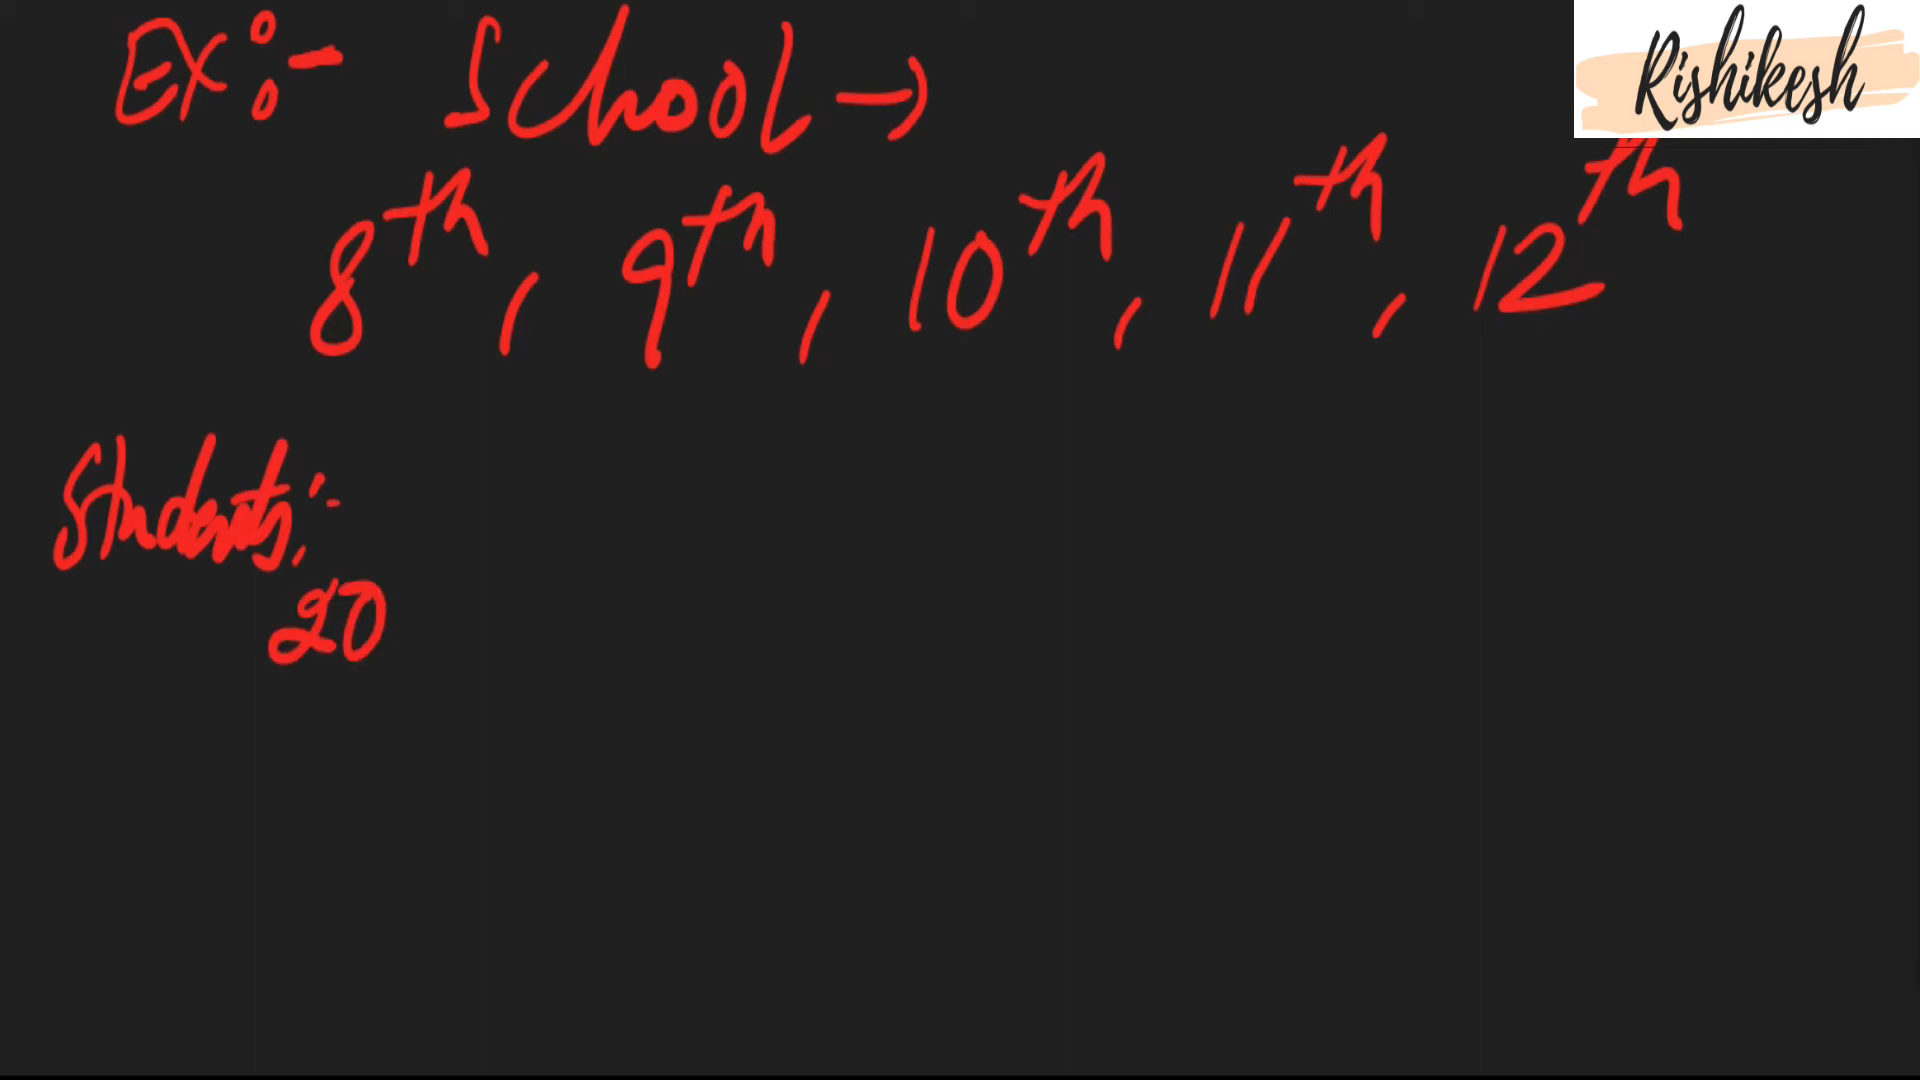 Ex:- School →
Rishikesh
8th, 9th, 10th, 11th, 12th
Students:-
20